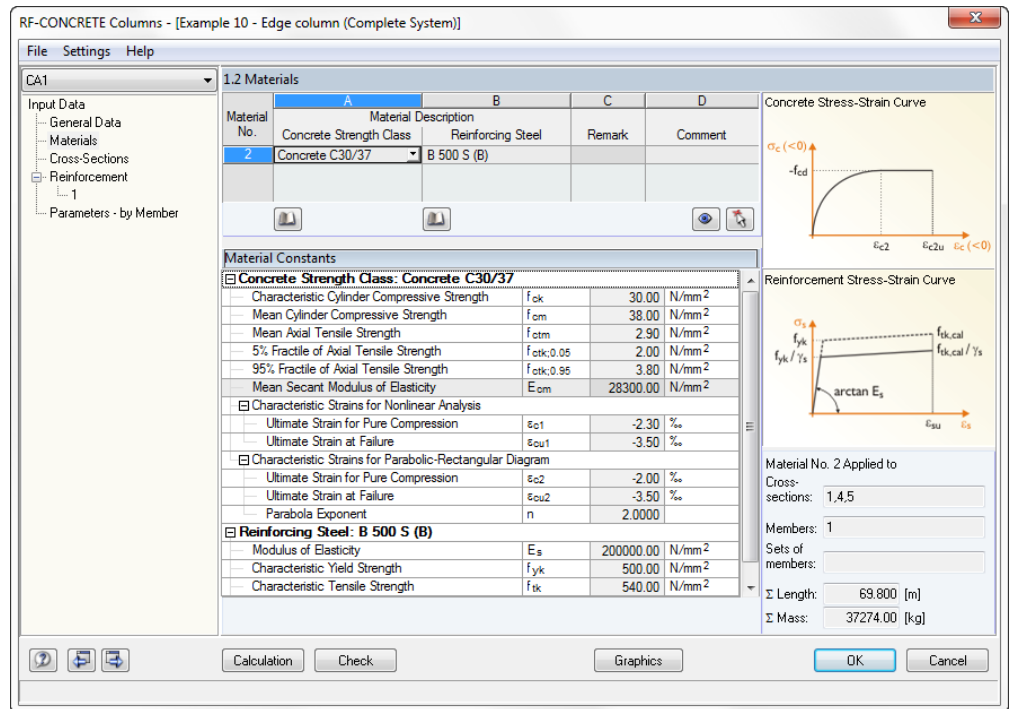 RF-CONCRETE Columns - [Example 10 - Edge column (Complete System)]
File Settings Help
CA1
Input Data
General Data
Materials
Cross-Sections
Reinforcement
1
Parameters - by Member
1.2 Materials
A B C D
Material No. Material Description
Concrete Strength Class Reinforcing Steel Remark Comment
2 Concrete C30/37 B 500 S (B)
Material Constants
Concrete Strength Class: Concrete C30/37
Characteristic Cylinder Compressive Strength fck 30.00 N/mm2
Mean Cylinder Compressive Strength fcm 38.00 N/mm2
Mean Axial Tensile Strength fctm 2.90 N/mm2
5% Fractile of Axial Tensile Strength fctk;0.05 2.00 N/mm2
95% Fractile of Axial Tensile Strength fctk;0.95 3.80 N/mm2
Mean Secant Modulus of Elasticity Ecm 28300.00 N/mm2
Characteristic Strains for Nonlinear Analysis
Ultimate Strain for Pure Compression εc1 -2.30 ‰
Ultimate Strain at Failure εcu1 -3.50 ‰
Characteristic Strains for Parabolic-Rectangular Diagram
Ultimate Strain for Pure Compression εc2 -2.00 ‰
Ultimate Strain at Failure εcu2 -3.50 ‰
Parabola Exponent n 2.0000
Reinforcing Steel: B 500 S (B)
Modulus of Elasticity Es 200000.00 N/mm2
Characteristic Yield Strength fyk 500.00 N/mm2
Characteristic Tensile Strength ftk 540.00 N/mm2
Concrete Stress-Strain Curve
σc (<0)
-fcd
εc2 εc2u εc (<0)
Reinforcement Stress-Strain Curve
σs
fyk ftk,cal
fyk / γs ftk,cal / γs
arctan Es
εsu εs
Material No. 2 Applied to
Cross-
sections: 1,4,5
Members: 1
Sets of
members:
Σ Length: 69.800 [m]
Σ Mass: 37274.00 [kg]
Calculation Check Graphics OK Cancel